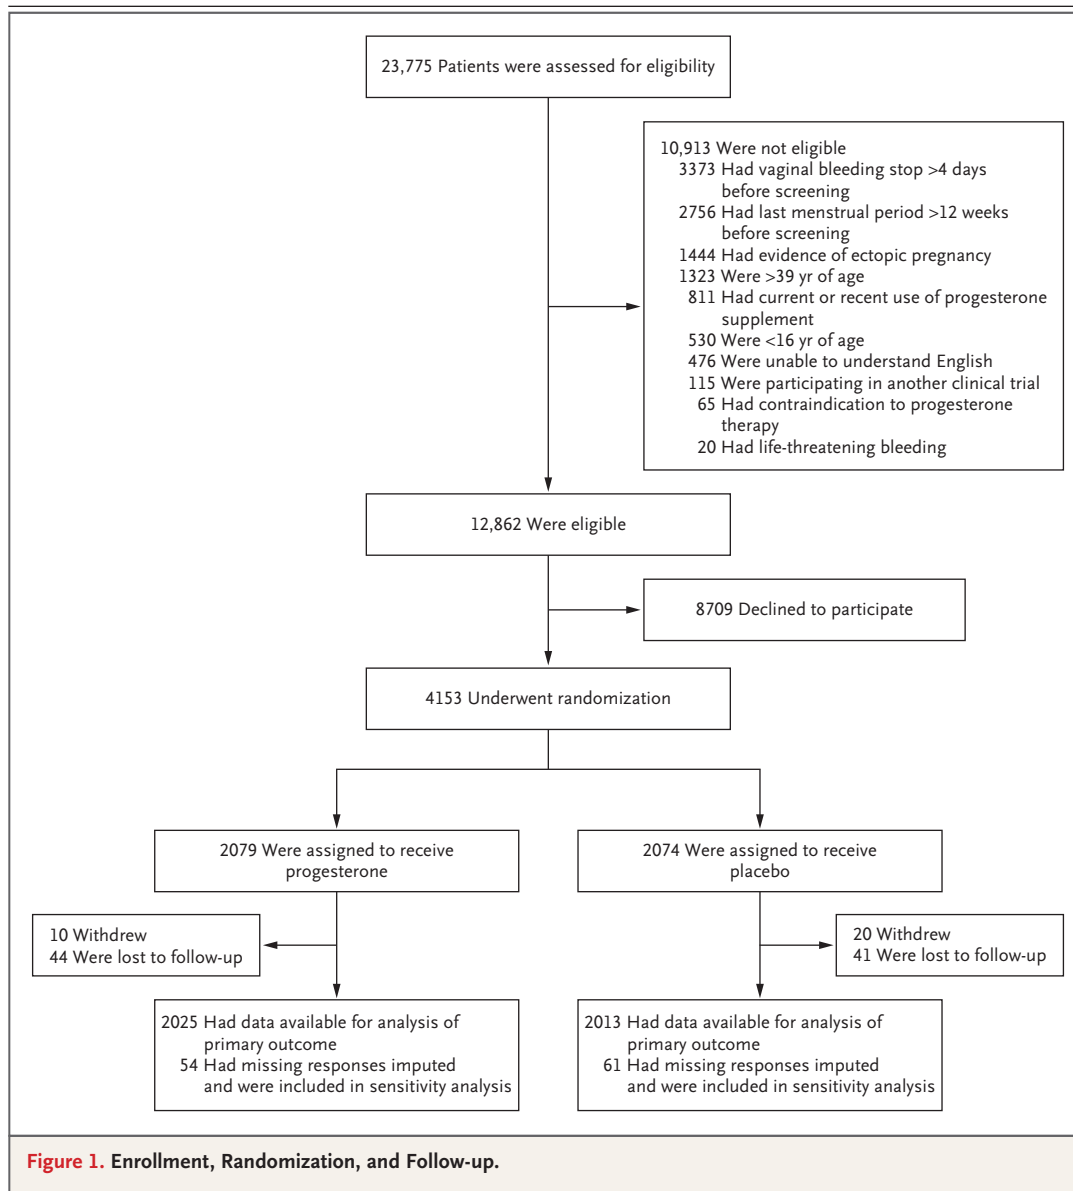 23,775 Patients were assessed for eligibility
10,913 Were not eligible
3373 Had vaginal bleeding stop >4 days
before screening
2756 Had last menstrual period >12 weeks
before screening
1444 Had evidence of ectopic pregnancy
1323 Were >39 yr of age
811 Had current or recent use of progesterone
supplement
530 Were <16 yr of age
476 Were unable to understand English
115 Were participating in another clinical trial
65 Had contraindication to progesterone
therapy
20 Had life-threatening bleeding
12,862 Were eligible
8709 Declined to participate
4153 Underwent randomization
2079 Were assigned to receive
progesterone
2074 Were assigned to receive
placebo
10 Withdrew
44 Were lost to follow-up
20 Withdrew
41 Were lost to follow-up
2025 Had data available for analysis of
primary outcome
54 Had missing responses imputed
and were included in sensitivity analysis
2013 Had data available for analysis of
primary outcome
61 Had missing responses imputed
and were included in sensitivity analysis
Figure 1. Enrollment, Randomization, and Follow-up.